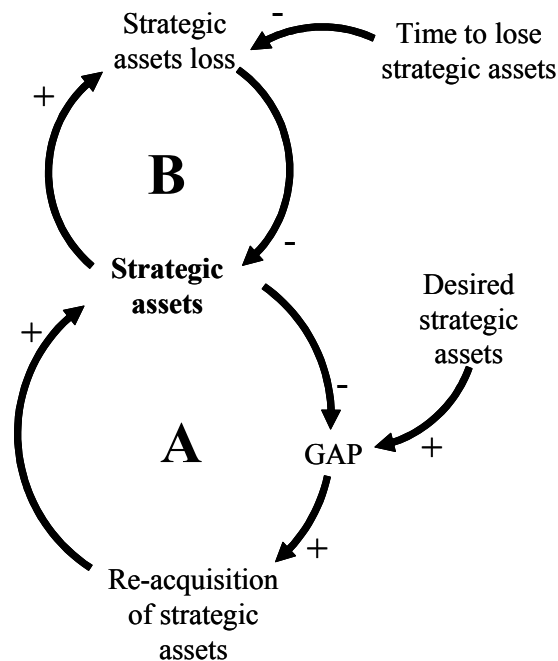 Strategic
assets loss
-
Time to lose
strategic assets
+
B
-
Strategic
assets
Desired
strategic
assets
+
-
A
GAP
+
+
Re-acquisition
of strategic
assets